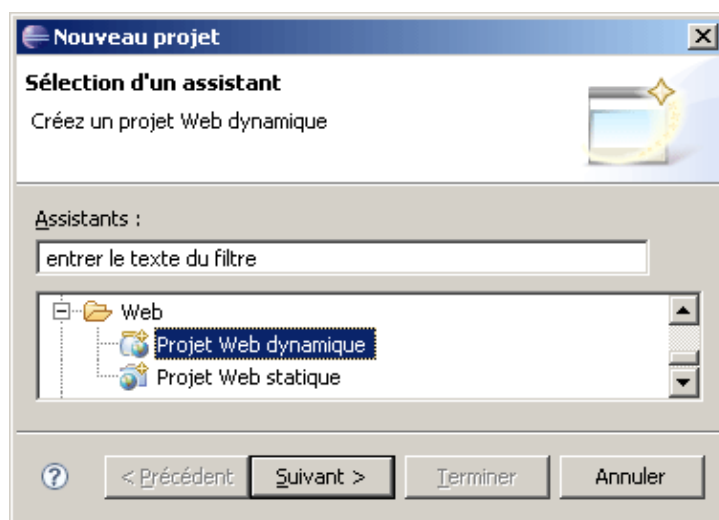 Nouveau projet
Sélection d'un assistant
Créez un projet Web dynamique
Assistants :
entrer le texte du filtre
Web
Projet Web dynamique
Projet Web statique
? < Précédent Suivant > Terminer Annuler